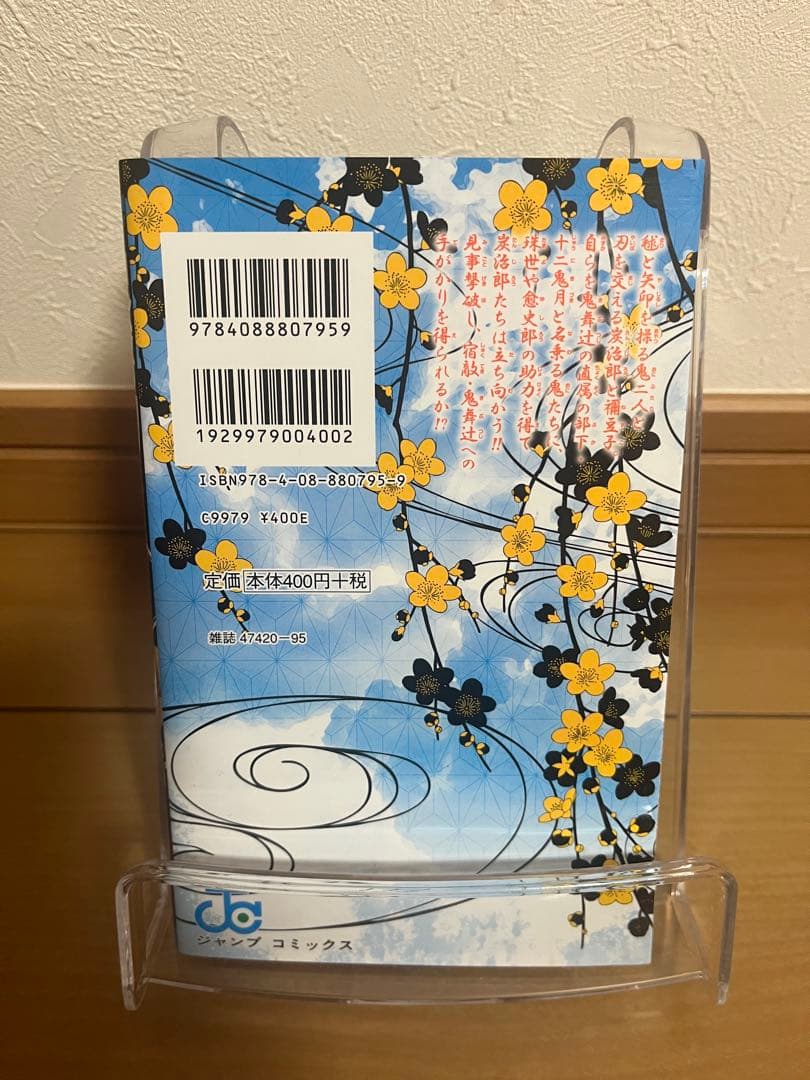 毬と矢印を操る鬼二人と
刃を交える炭治郎と禰豆子。
自らを鬼舞辻の直属の部下、
十二鬼月と名乗る鬼たちに、
珠世や愈史郎の助力を得て
炭治郎たちは立ち向かう!!
見事撃破し、宿敵・鬼舞辻への
手がかりを得られるか!?
9784088807959
1929979004002
ISBN978-4-08-880795-9
C9979 ¥400E
定価 本体400円+税
雑誌 47420-95
JC
ジャンプ コミックス